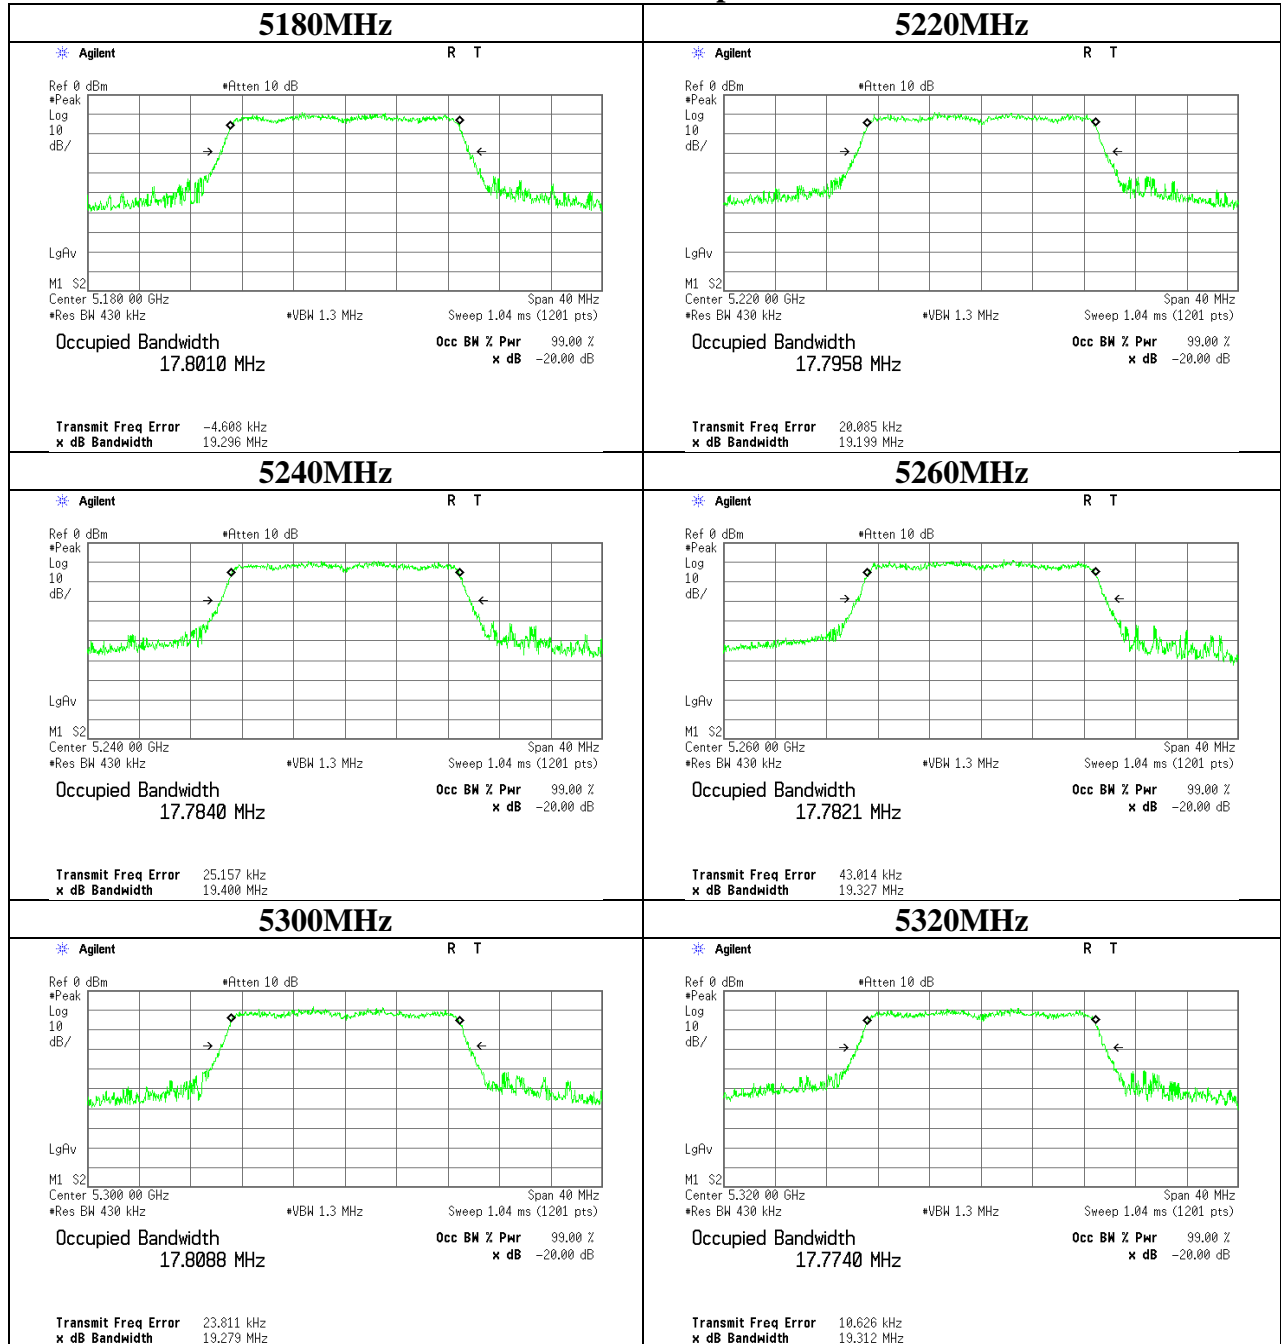 5180MHz
Agilent R T
Ref 0 dBm #Atten 10 dB
#Peak
Log
10
dB/
LgAv
M1 S2
Center 5.180 00 GHz Span 40 MHz
#Res BW 430 kHz #VBW 1.3 MHz Sweep 1.04 ms (1201 pts)
Occupied Bandwidth Occ BW % Pwr 99.00 %
17.8010 MHz x dB -20.00 dB
Transmit Freq Error -4.608 kHz
x dB Bandwidth 19.296 MHz
5220MHz
Agilent R T
Ref 0 dBm #Atten 10 dB
#Peak
Log
10
dB/
LgAv
M1 S2
Center 5.220 00 GHz Span 40 MHz
#Res BW 430 kHz #VBW 1.3 MHz Sweep 1.04 ms (1201 pts)
Occupied Bandwidth Occ BW % Pwr 99.00 %
17.7958 MHz x dB -20.00 dB
Transmit Freq Error 20.085 kHz
x dB Bandwidth 19.199 MHz
5240MHz
Agilent R T
Ref 0 dBm #Atten 10 dB
#Peak
Log
10
dB/
LgAv
M1 S2
Center 5.240 00 GHz Span 40 MHz
#Res BW 430 kHz #VBW 1.3 MHz Sweep 1.04 ms (1201 pts)
Occupied Bandwidth Occ BW % Pwr 99.00 %
17.7840 MHz x dB -20.00 dB
Transmit Freq Error 25.157 kHz
x dB Bandwidth 19.400 MHz
5260MHz
Agilent R T
Ref 0 dBm #Atten 10 dB
#Peak
Log
10
dB/
LgAv
M1 S2
Center 5.260 00 GHz Span 40 MHz
#Res BW 430 kHz #VBW 1.3 MHz Sweep 1.04 ms (1201 pts)
Occupied Bandwidth Occ BW % Pwr 99.00 %
17.7821 MHz x dB -20.00 dB
Transmit Freq Error 43.014 kHz
x dB Bandwidth 19.327 MHz
5300MHz
Agilent R T
Ref 0 dBm #Atten 10 dB
#Peak
Log
10
dB/
LgAv
M1 S2
Center 5.300 00 GHz Span 40 MHz
#Res BW 430 kHz #VBW 1.3 MHz Sweep 1.04 ms (1201 pts)
Occupied Bandwidth Occ BW % Pwr 99.00 %
17.8088 MHz x dB -20.00 dB
Transmit Freq Error 23.811 kHz
x dB Bandwidth 19.279 MHz
5320MHz
Agilent R T
Ref 0 dBm #Atten 10 dB
#Peak
Log
10
dB/
LgAv
M1 S2
Center 5.320 00 GHz Span 40 MHz
#Res BW 430 kHz #VBW 1.3 MHz Sweep 1.04 ms (1201 pts)
Occupied Bandwidth Occ BW % Pwr 99.00 %
17.7740 MHz x dB -20.00 dB
Transmit Freq Error 10.626 kHz
x dB Bandwidth 19.312 MHz